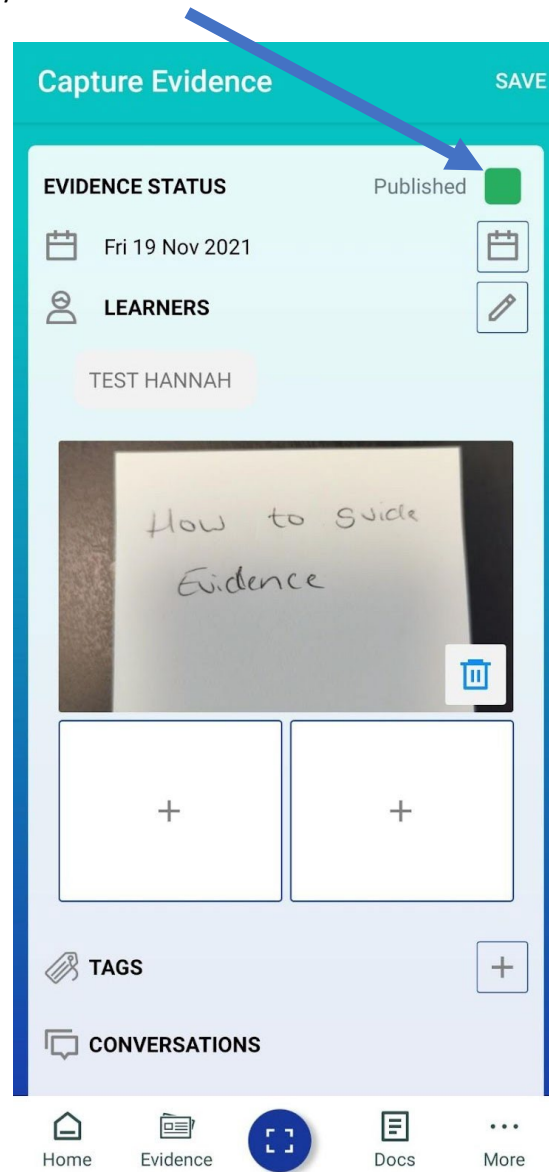 Capture Evidence SAVE
EVIDENCE STATUS Published
Fri 19 Nov 2021
LEARNERS
TEST HANNAH
How to guide
Evidence
TAGS
CONVERSATIONS
Home Evidence Docs More